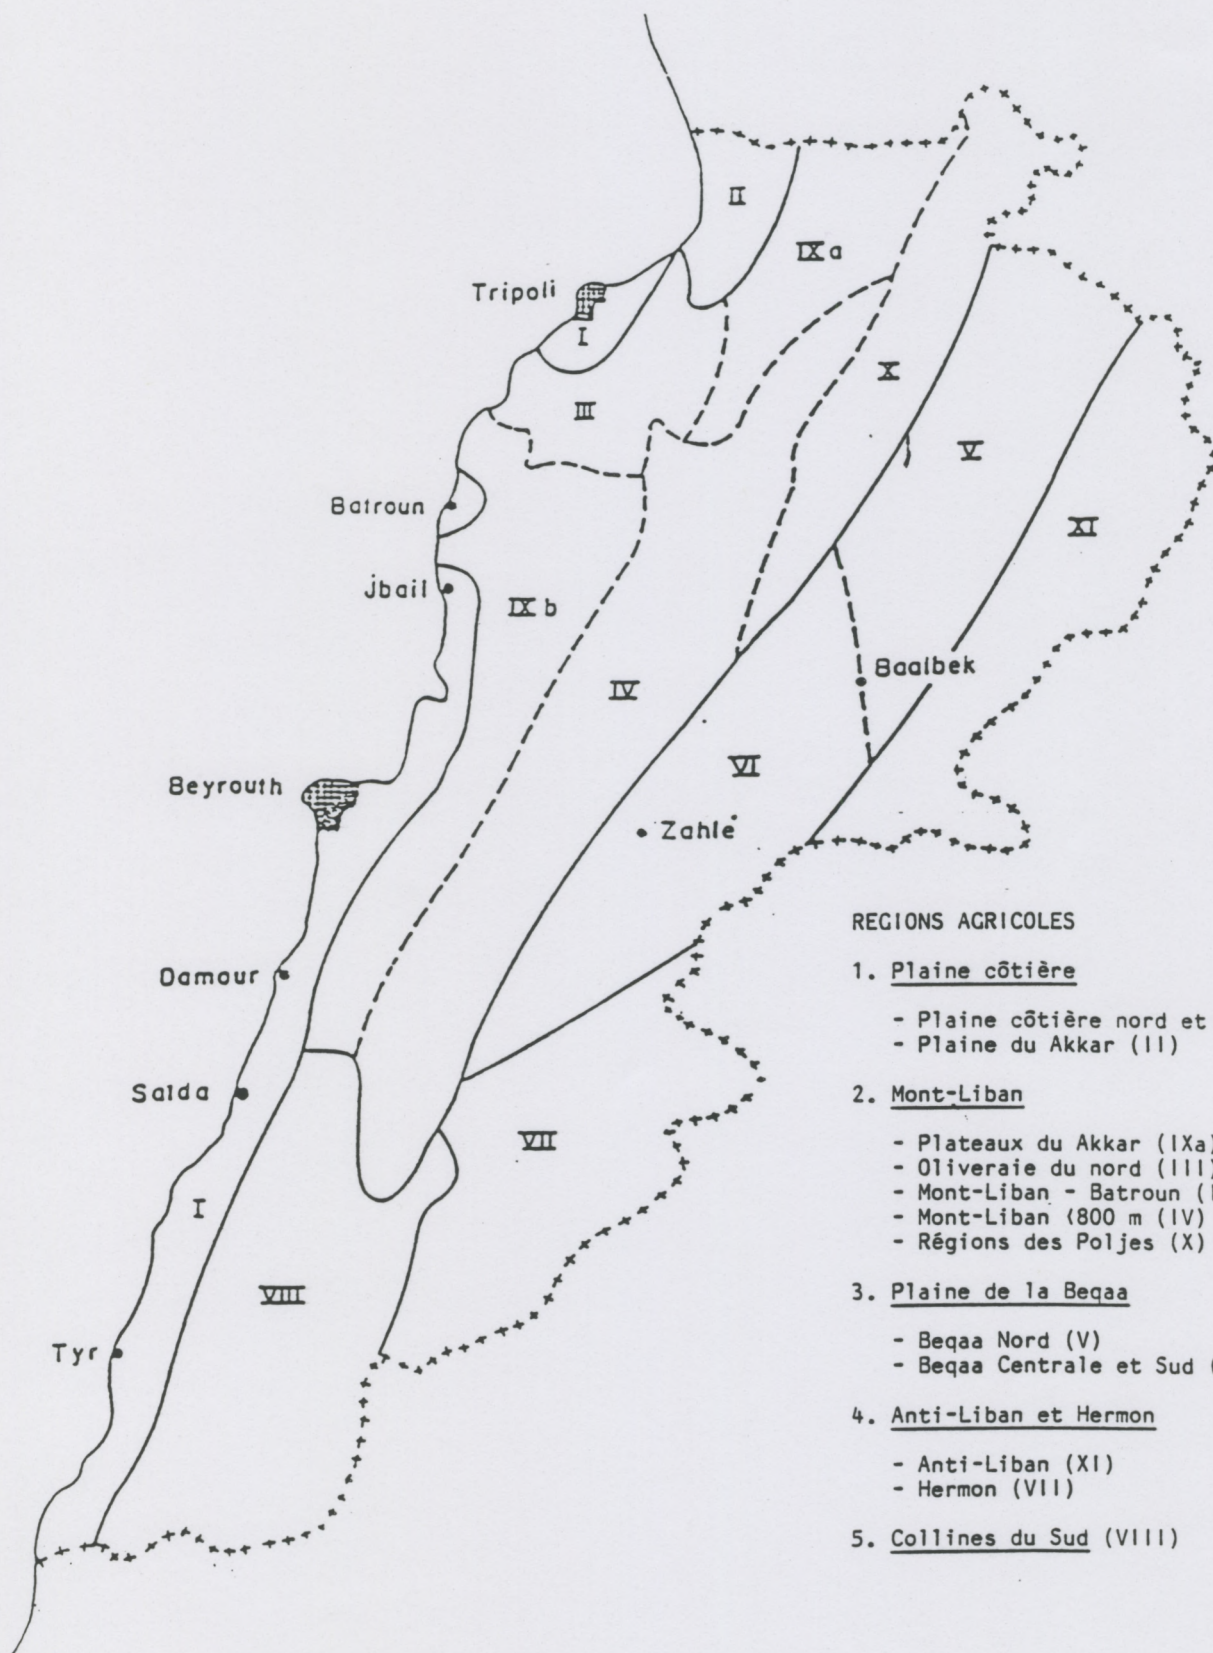 II
IXa
Tripoli
I
III
X
V
Batroun
XI
jbail
IXb
Baalbek
IV
VI
Beyrouth
Zahle
REGIONS AGRICOLES
Damour
1. Plaine côtière
- Plaine côtière nord et
- Plaine du Akkar (II)
Saida
2. Mont-Liban
VII
- Plateaux du Akkar (IXa)
- Oliveraie du nord (III)
- Mont-Liban - Batroun (
- Mont-Liban <800 m (IV)
- Régions des Poljes (X)
I
VIII
3. Plaine de la Beqaa
- Beqaa Nord (V)
- Beqaa Centrale et Sud (
Tyr
4. Anti-Liban et Hermon
- Anti-Liban (XI)
- Hermon (VII)
5. Collines du Sud (VIII)